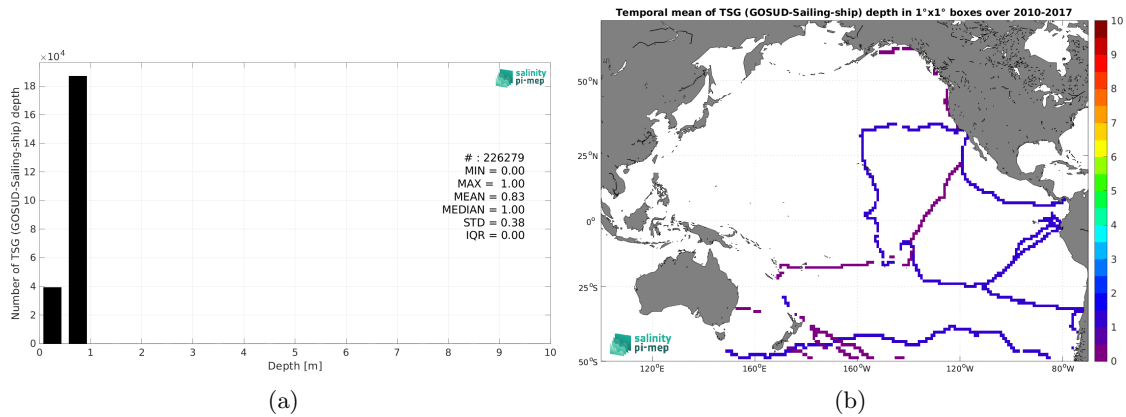 ×10⁴
18
16
14
12
10
8
6
4
2
0
Number of TSG (GOSUD-Sailing-ship) depth
0 1 2 3 4 5 6 7 8 9 10
Depth [m]
salinity
pi-mep
# : 226279
MIN = 0.00
MAX = 1.00
MEAN = 0.83
MEDIAN = 1.00
STD = 0.38
IQR = 0.00
(a)
Temporal mean of TSG (GOSUD-Sailing-ship) depth in 1°x1° boxes over 2010-2017
50°N
25°N
0°
25°S
50°S
120°W 160°W 160°W 120°W 80°W
salinity
pi-mep
10
9
8
7
6
5
4
3
2
1
0
(b)